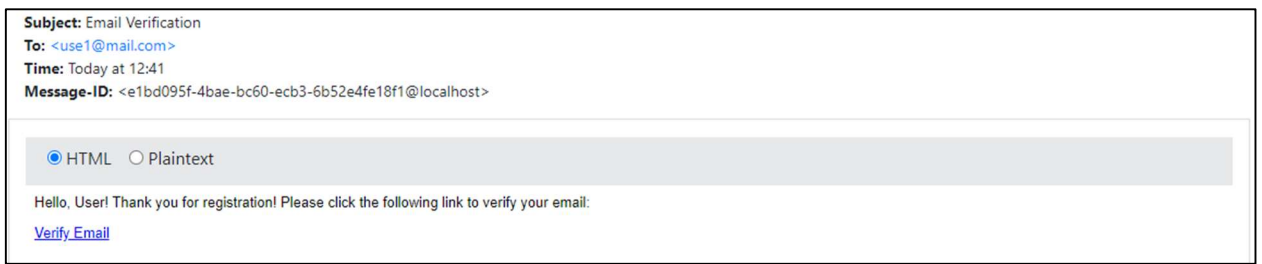 Subject: Email Verification
To: <use1@mail.com>
Time: Today at 12:41
Message-ID: <e1bd095f-4bae-bc60-ecb3-6b52e4fe18f1@localhost>
HTML Plaintext
Hello, User! Thank you for registration! Please click the following link to verify your email:
Verify Email